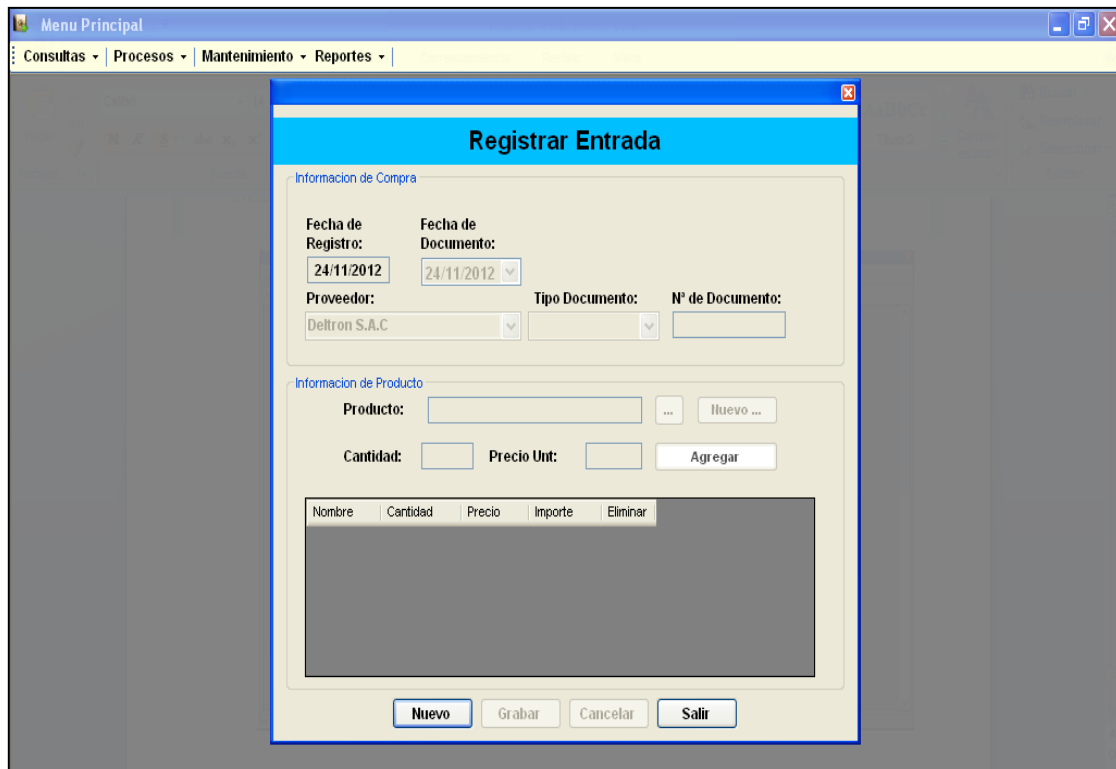 Menu Principal
Consultas Procesos Mantenimiento Reportes
Registrar Entrada
Informacion de Compra
Fecha de Registro:
Fecha de Documento:
24/11/2012
24/11/2012
Proveedor: Tipo Documento: Nª de Documento:
Deltron S.A.C
Informacion de Producto
Producto: ... Nuevo ...
Cantidad: Precio Unt: Agregar
Nombre Cantidad Precio Importe Eliminar
Nuevo Grabar Cancelar Salir